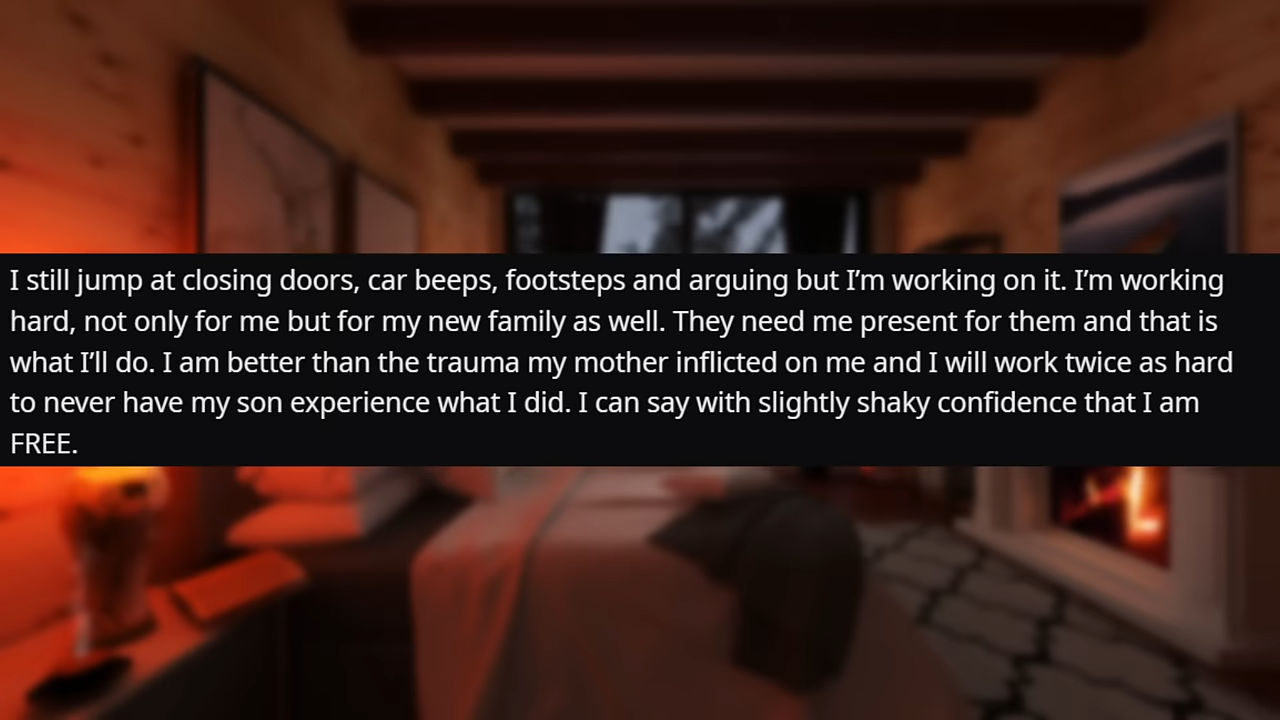 I still jump at closing doors, car beeps, footsteps and arguing but I’m working on it. I’m working
hard, not only for me but for my new family as well. They need me present for them and that is
what I’ll do. I am better than the trauma my mother inflicted on me and I will work twice as hard
to never have my son experience what I did. I can say with slightly shaky confidence that I am
FREE.